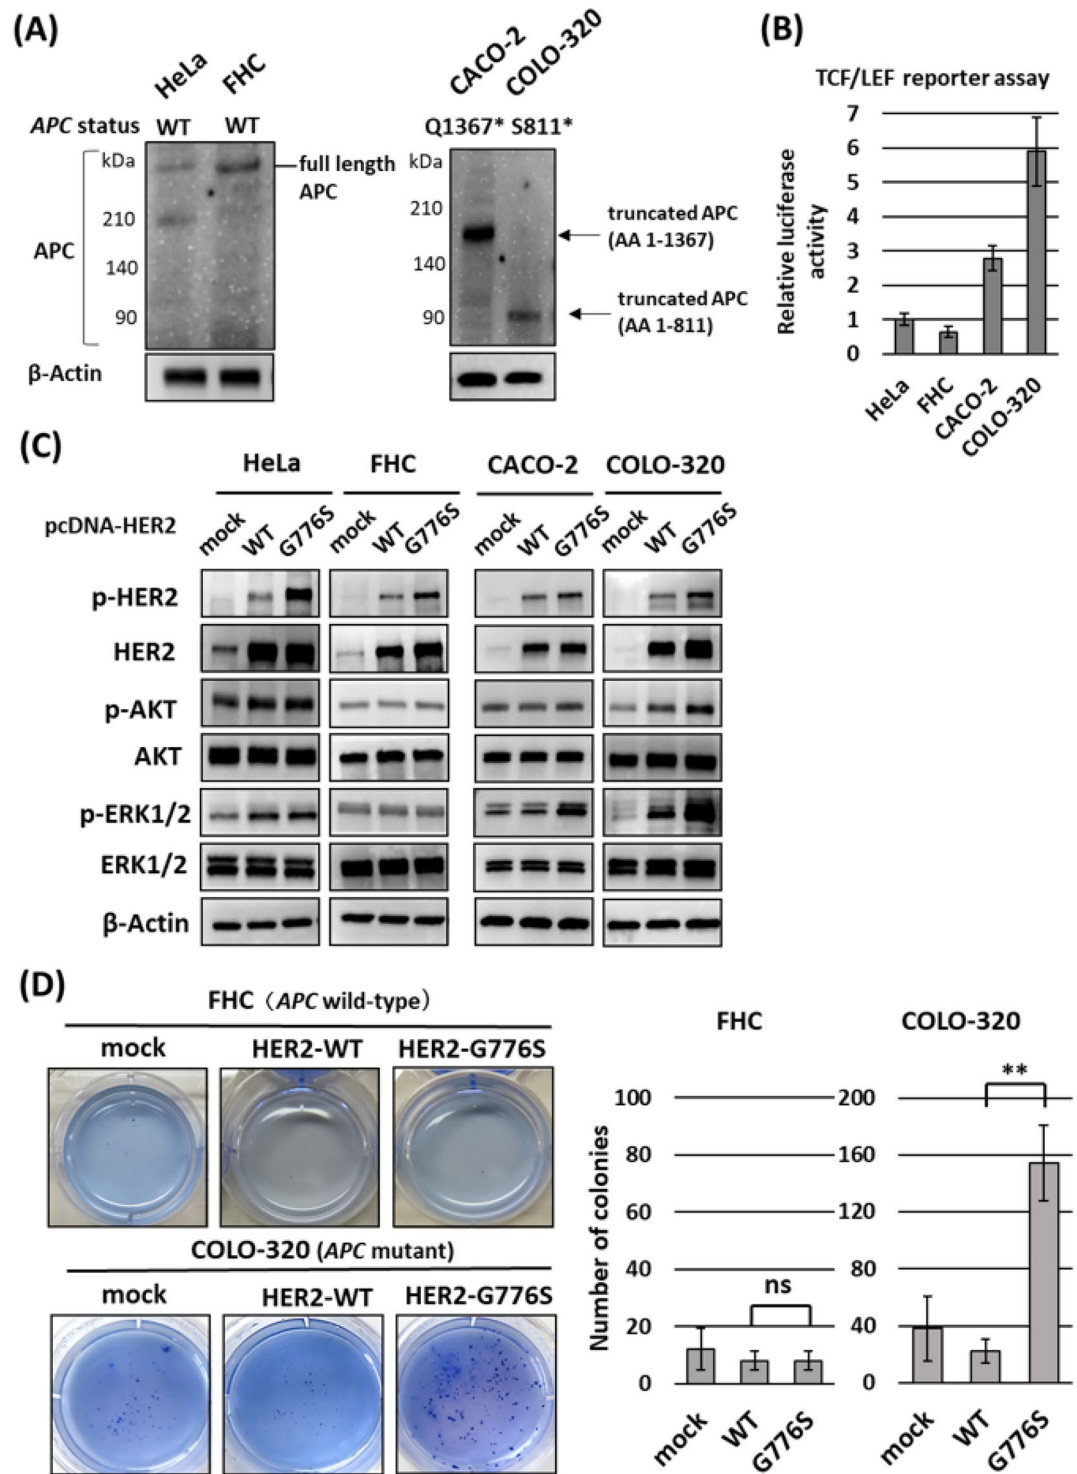 (A)
HeLa
FHC
APC status
WT
WT
kDa
210
140
90
APC
full length
APC
β-Actin
CACO-2
COLO-320
Q1367* S811*
kDa
210
140
90
truncated APC
(AA 1-1367)
truncated APC
(AA 1-811)
(B)
TCF/LEF reporter assay
Relative luciferase
activity
7
6
5
4
3
2
1
0
HeLa
FHC
CACO-2
COLO-320
(C)
HeLa
FHC
CACO-2
COLO-320
pcDNA-HER2
mock
WT
G776S
mock
WT
G776S
mock
WT
G776S
mock
WT
G776S
p-HER2
HER2
p-AKT
AKT
p-ERK1/2
ERK1/2
β-Actin
(D)
FHC（APC wild-type）
mock
HER2-WT
HER2-G776S
COLO-320 (APC mutant)
mock
HER2-WT
HER2-G776S
Number of colonies
FHC
100
80
60
40
20
0
ns
mock
WT
G776S
COLO-320
200
160
120
80
40
0
**
mock
WT
G776S